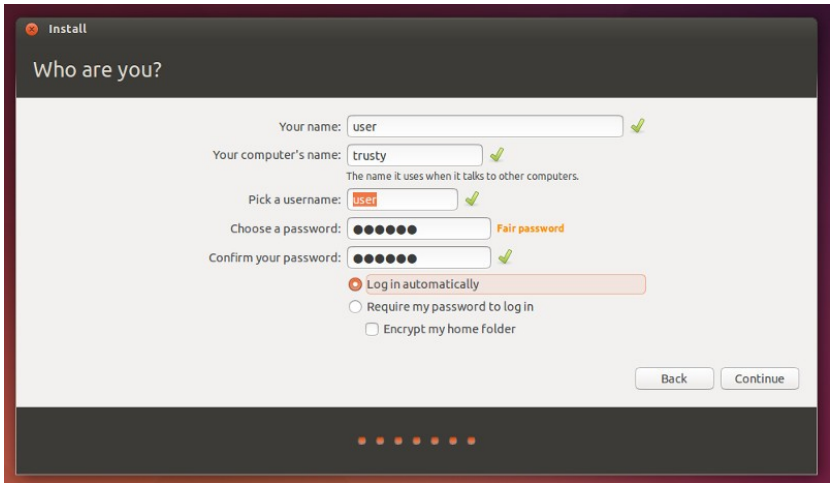 Install
Who are you?
Your name: user
Your computer's name: trusty
The name it uses when it talks to other computers.
Pick a username: user
Choose a password: ●●●●●● Fair password
Confirm your password: ●●●●●●
Log in automatically
Require my password to log in
Encrypt my home folder
Back Continue